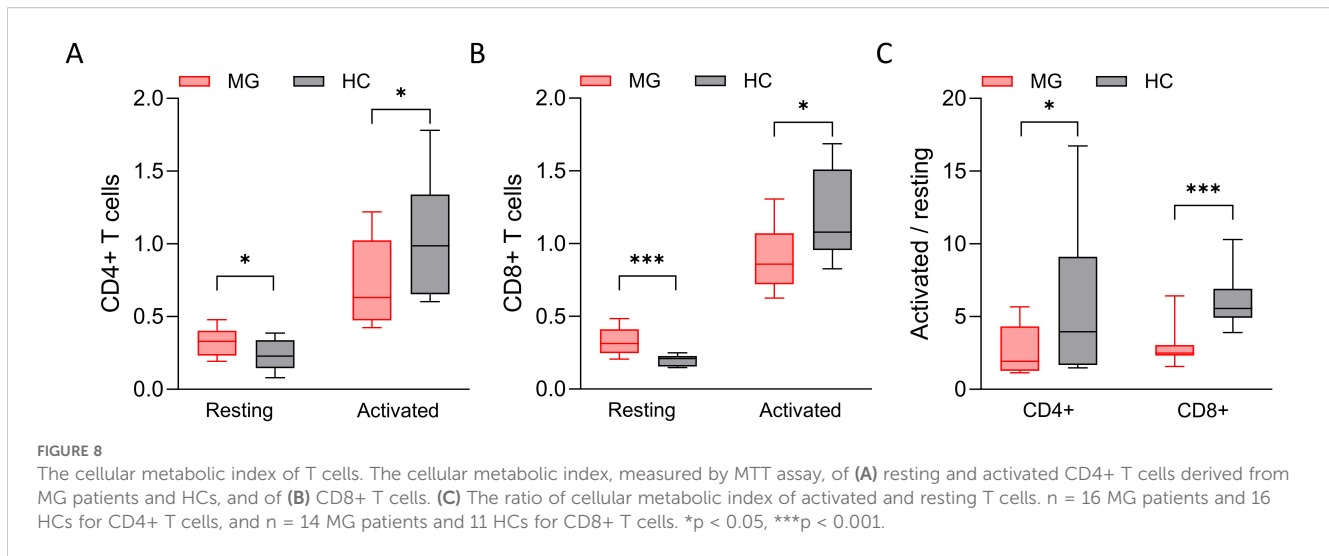 A
MG HC
CD4+ T cells
2.0
1.5
1.0
0.5
0.0
*
*
Resting Activated
B
MG HC
CD8+ T cells
2.0
1.5
1.0
0.5
0.0
***
*
Resting Activated
C
MG HC
Activated / resting
20
15
10
5
0
*
***
CD4+ CD8+
FIGURE 8
The cellular metabolic index of T cells. The cellular metabolic index, measured by MTT assay, of (A) resting and activated CD4+ T cells derived from
MG patients and HCs, and of (B) CD8+ T cells. (C) The ratio of cellular metabolic index of activated and resting T cells. n = 16 MG patients and 16
HCs for CD4+ T cells, and n = 14 MG patients and 11 HCs for CD8+ T cells. *p < 0.05, ***p < 0.001.